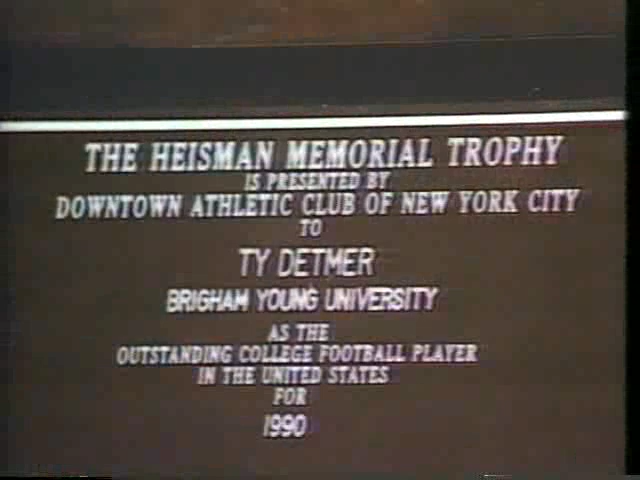 THE HEISMAN MEMORIAL TROPHY
IS PRESENTED BY
DOWNTOWN ATHLETIC CLUB OF NEW YORK CITY
TO
TY DETMER
BRIGHAM YOUNG UNIVERSITY
AS THE
OUTSTANDING COLLEGE FOOTBALL PLAYER
IN THE UNITED STATES
FOR
1990